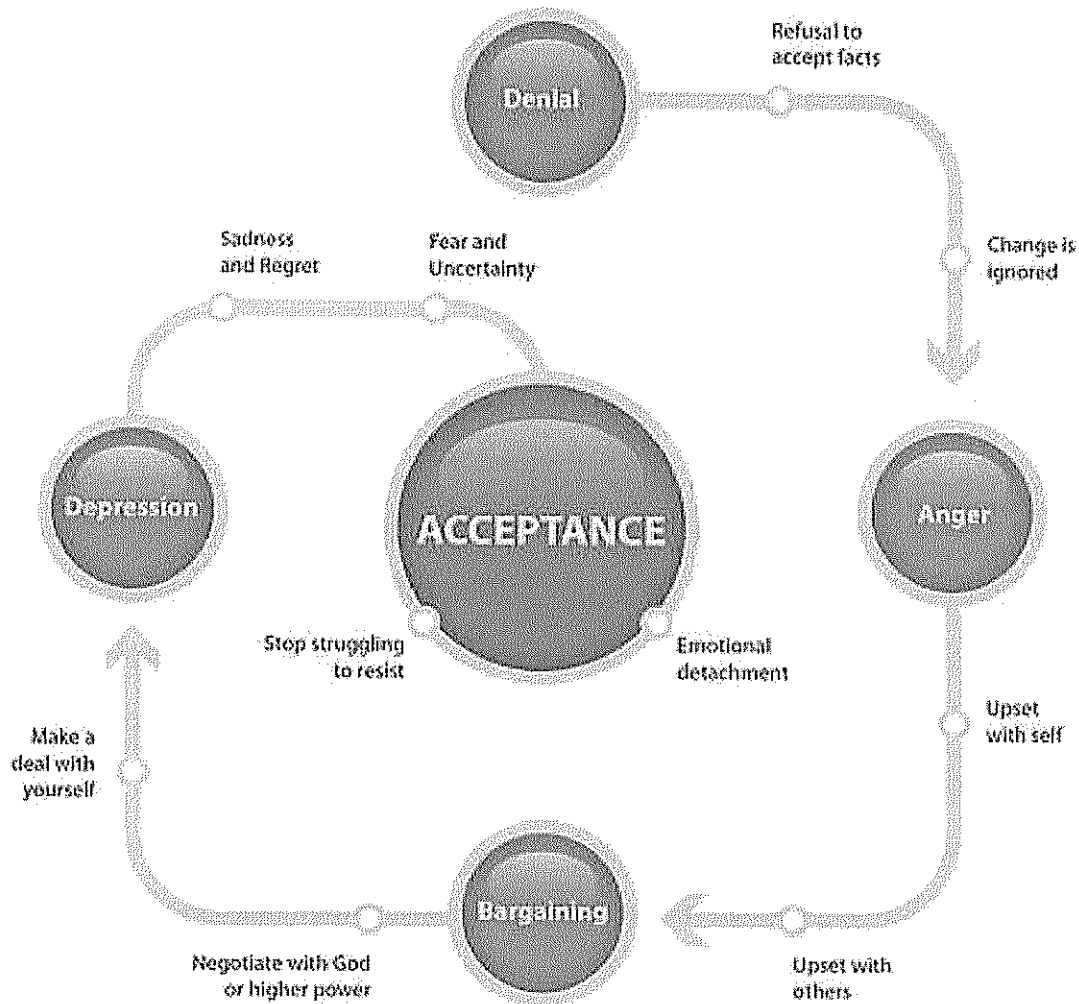 Denial
Refusal to
accept facts
Change is
ignored
Anger
Upset
with self
Upset with
others
Bargaining
Negotiate with God
or higher power
Make a
deal with
yourself
Depression
Sadness
and Regret
Fear and
Uncertainty
ACCEPTANCE
Stop struggling
to resist
Emotional
detachment